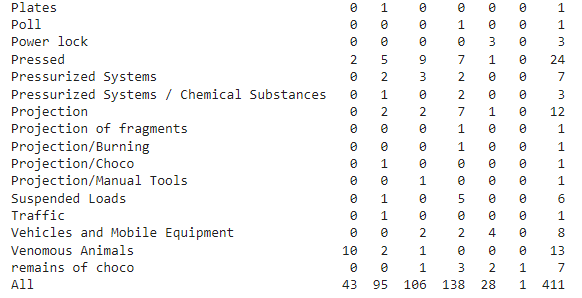 Plates 0 1 0 0 0 0 1
Poll 0 0 0 1 0 0 1
Power lock 0 0 0 0 3 0 3
Pressed 2 5 9 7 1 0 24
Pressurized Systems 0 2 3 2 0 0 7
Pressurized Systems / Chemical Substances 0 1 0 2 0 0 3
Projection 0 2 2 7 1 0 12
Projection of fragments 0 0 0 1 0 0 1
Projection/Burning 0 0 0 1 0 0 1
Projection/Choco 0 1 0 0 0 0 1
Projection/Manual Tools 0 0 1 0 0 0 1
Suspended Loads 0 1 0 5 0 0 6
Traffic 0 1 0 0 0 0 1
Vehicles and Mobile Equipment 0 0 2 2 4 0 8
Venomous Animals 10 2 1 0 0 0 13
remains of choco 0 0 1 3 2 1 7
All 43 95 106 138 28 1 411